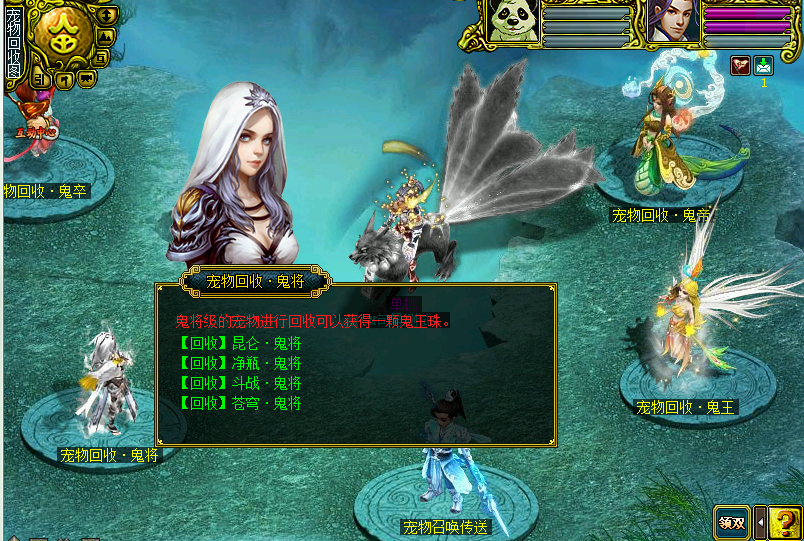 宠物回收图
互动中心
1
物回收·鬼卒
宠物回收·鬼帝
宠物回收·鬼将
鬼将级的宠物进行回收可以获得一颗鬼王珠。
【回收】昆仑·鬼将
【回收】净瓶·鬼将
【回收】斗战·鬼将
【回收】苍穹·鬼将
宠物回收·鬼王
宠物回收·鬼将
宠物召唤传送
领双